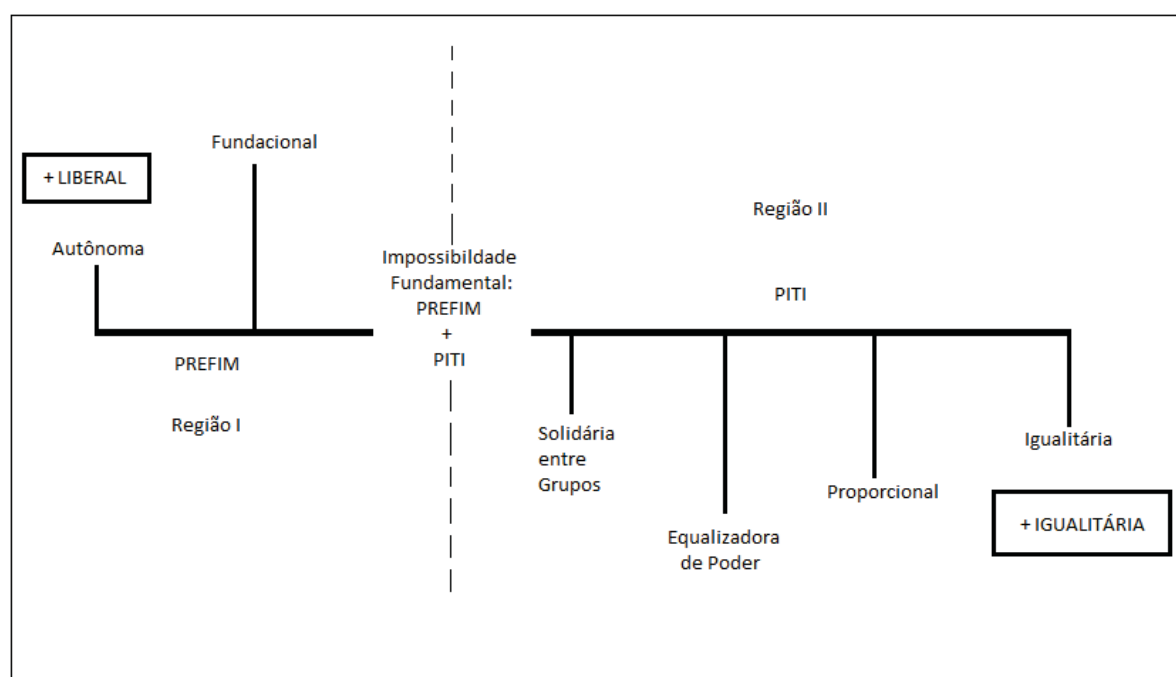 Fundacional
+ LIBERAL
Autônoma
PREFIM
Região I
Impossibildade
Fundamental:
PREFIM
+
PITI
Região II
PITI
Solidária
entre
Grupos
Equalizadora
de Poder
Proporcional
Igualitária
+ IGUALITÁRIA